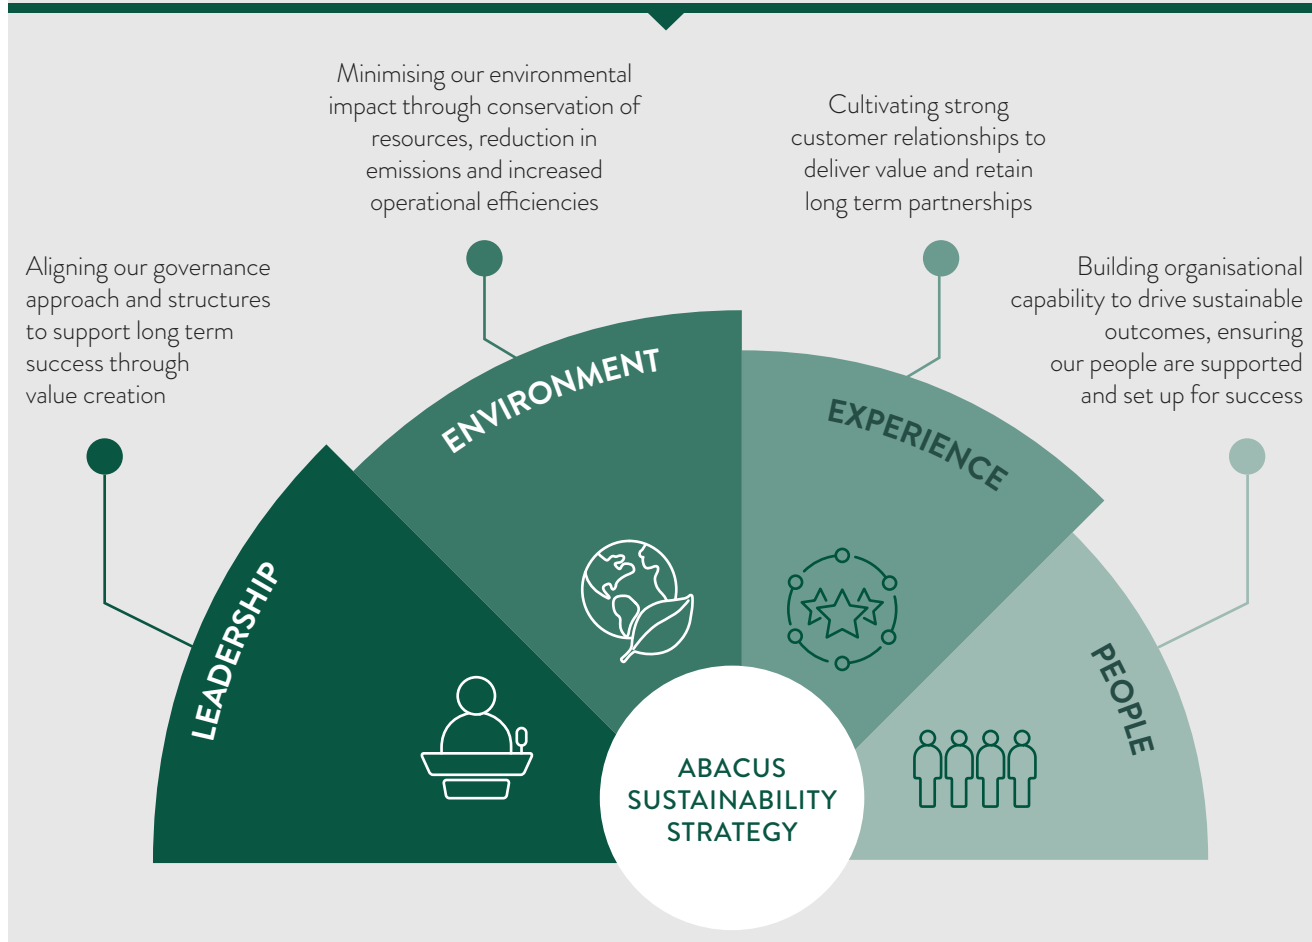 Minimising our environmental
impact through conservation of
resources, reduction in
emissions and increased
operational efficiencies
Cultivating strong
customer relationships to
deliver value and retain
long term partnerships
Aligning our governance
approach and structures
to support long term
success through
value creation
Building organisational
capability to drive sustainable
outcomes, ensuring
our people are supported
and set up for success
LEADERSHIP
ENVIRONMENT
EXPERIENCE
PEOPLE
ABACUS
SUSTAINABILITY
STRATEGY